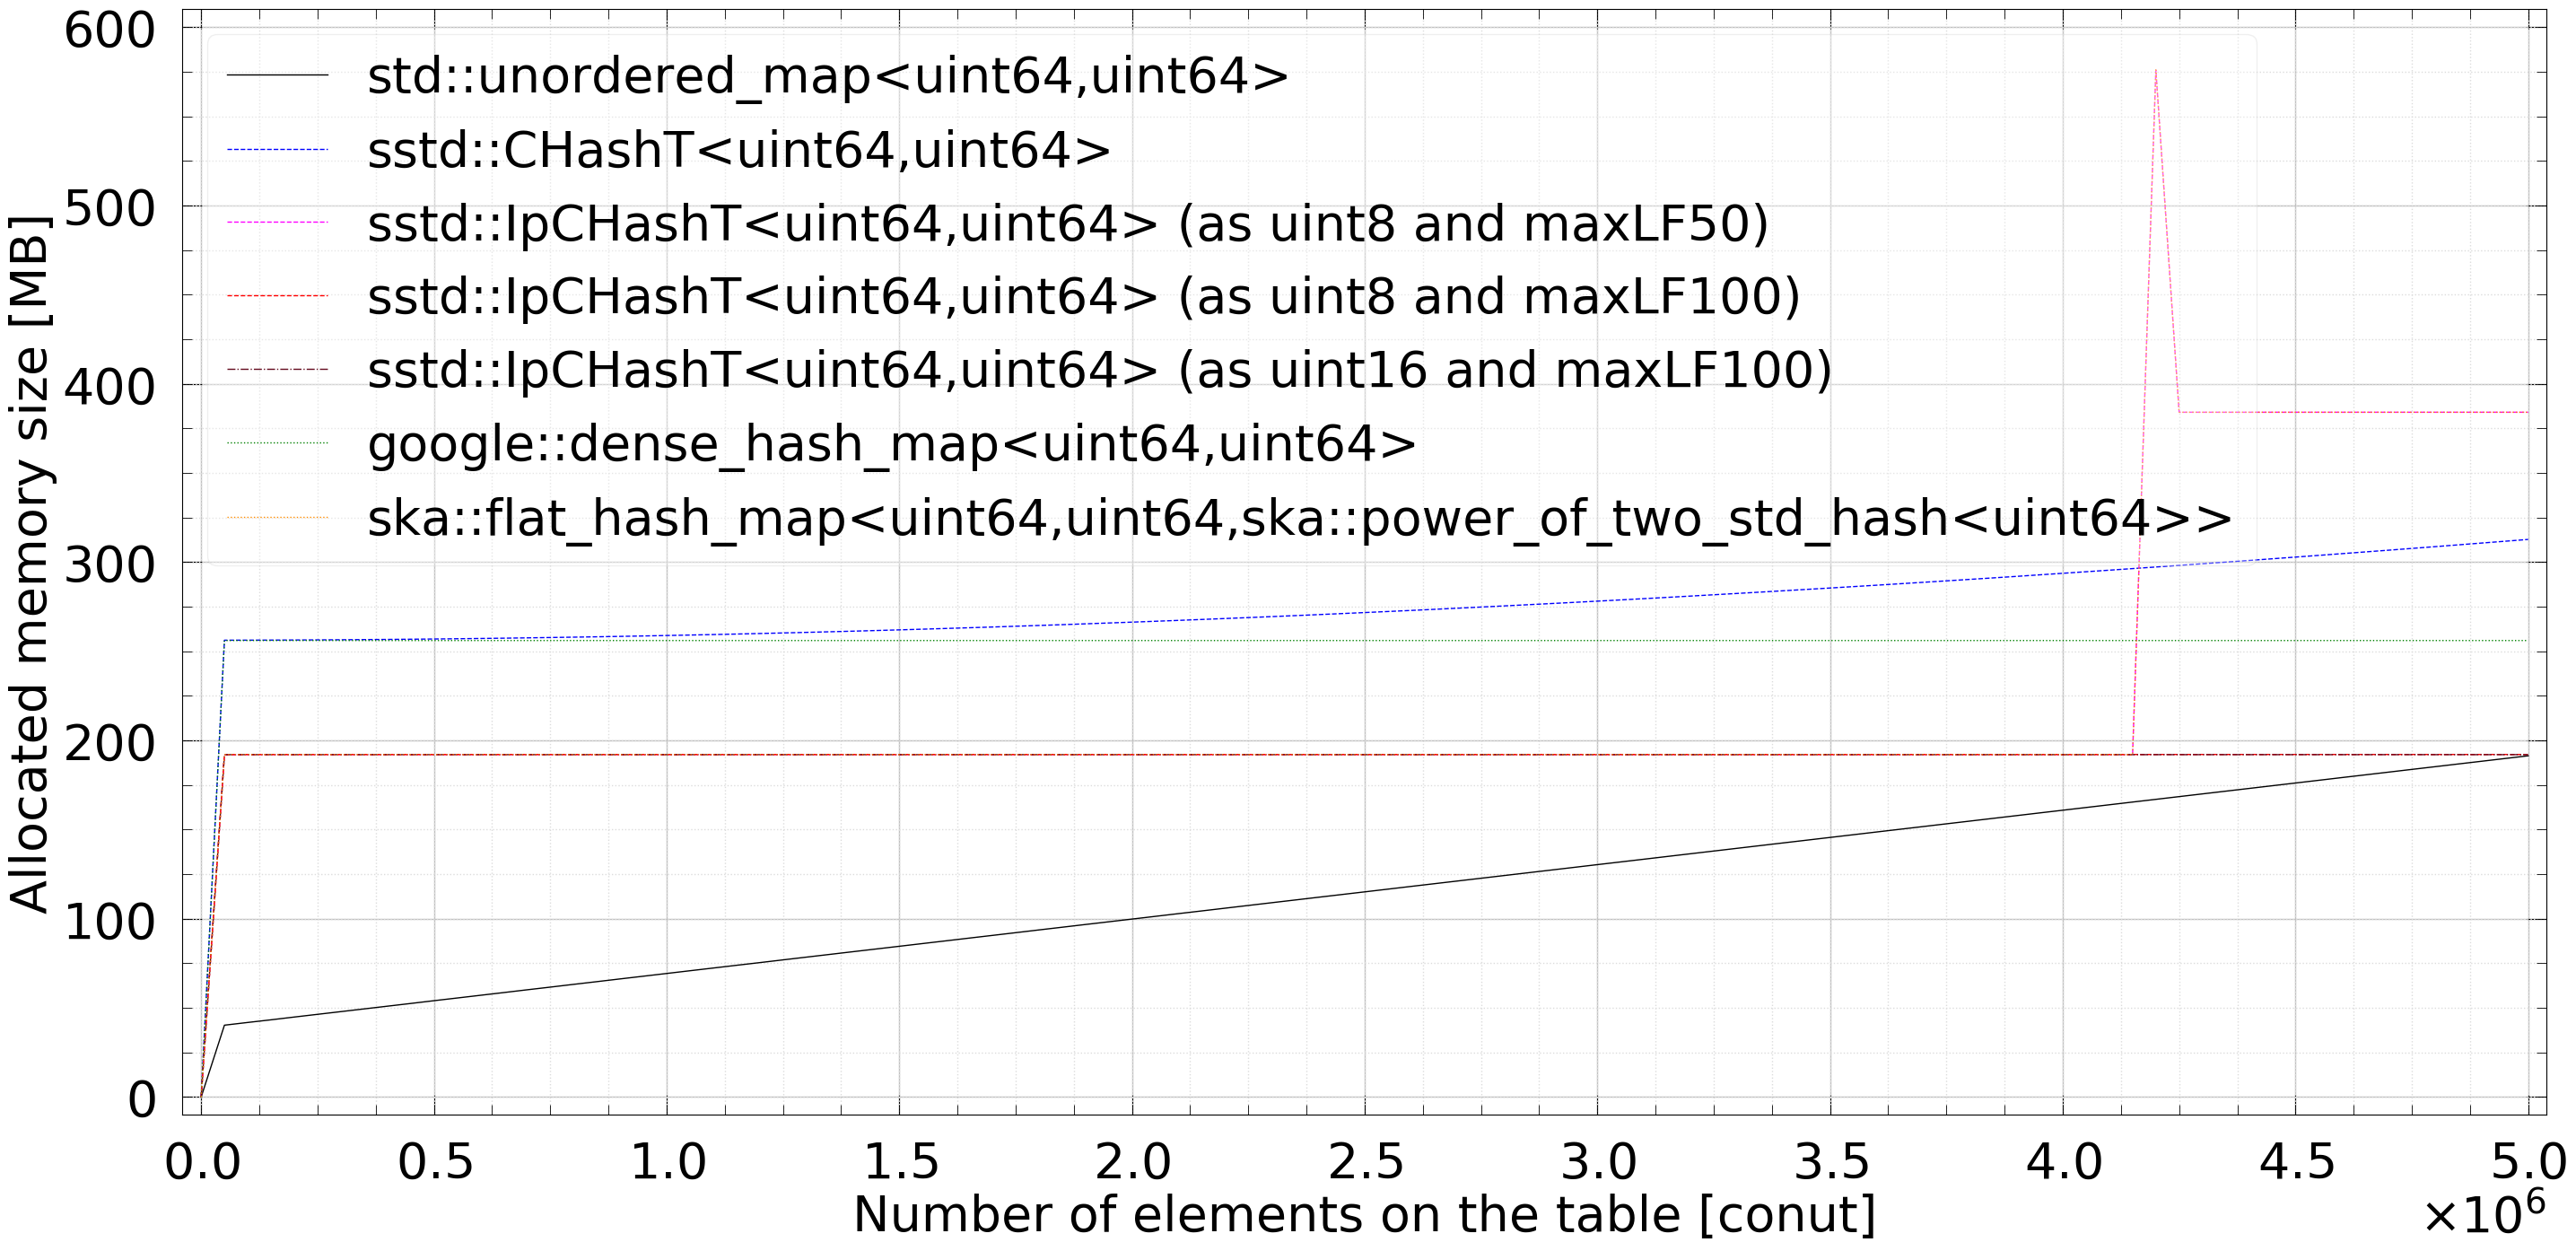 Allocated memory size [MB]
600
500
400
300
200
100
0
std::unordered_map<uint64,uint64>
sstd::CHashT<uint64,uint64>
sstd::IpCHashT<uint64,uint64> (as uint8 and maxLF50)
sstd::IpCHashT<uint64,uint64> (as uint8 and maxLF100)
sstd::IpCHashT<uint64,uint64> (as uint16 and maxLF100)
google::dense_hash_map<uint64,uint64>
ska::flat_hash_map<uint64,uint64,ska::power_of_two_std_hash<uint64>>
0.0 0.5 1.0 1.5 2.0 2.5 3.0 3.5 4.0 4.5 5.0
Number of elements on the table [conut]
×10⁶